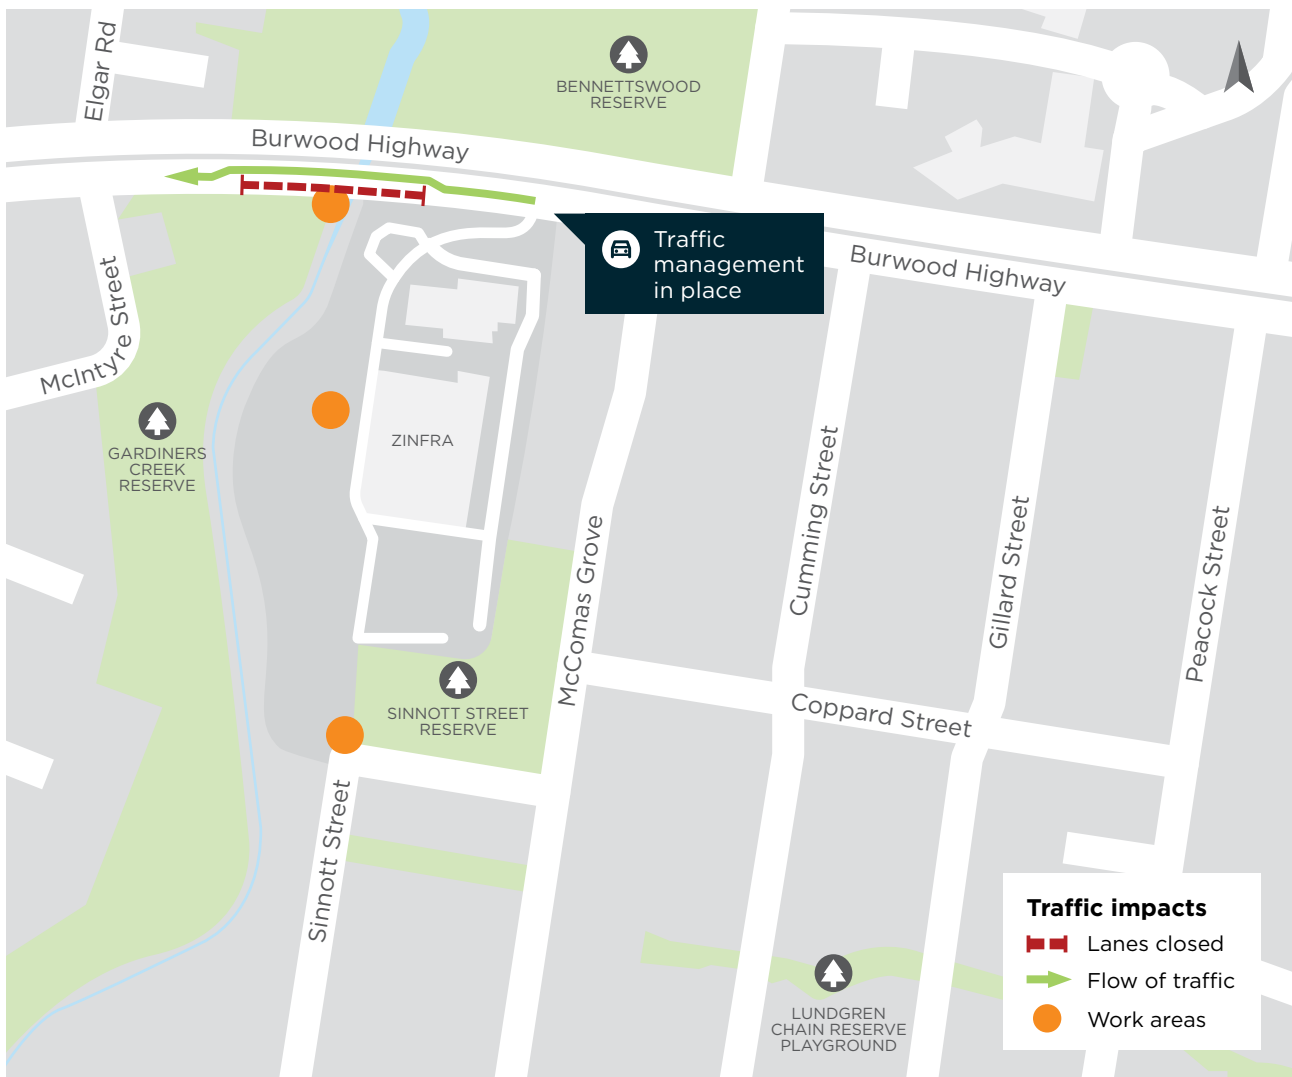 Elgar Rd
BENNETTSWOOD
RESERVE
Burwood Highway
Traffic
management
in place
Burwood Highway
McIntyre Street
GARDINERS
CREEK
RESERVE
ZINFRA
McComas Grove
Cumming Street
Gillard Street
Peacock Street
SINNOTT STREET
RESERVE
Coppard Street
Sinnott Street
LUNDGREN
CHAIN RESERVE
PLAYGROUND
Traffic impacts
Lanes closed
Flow of traffic
Work areas